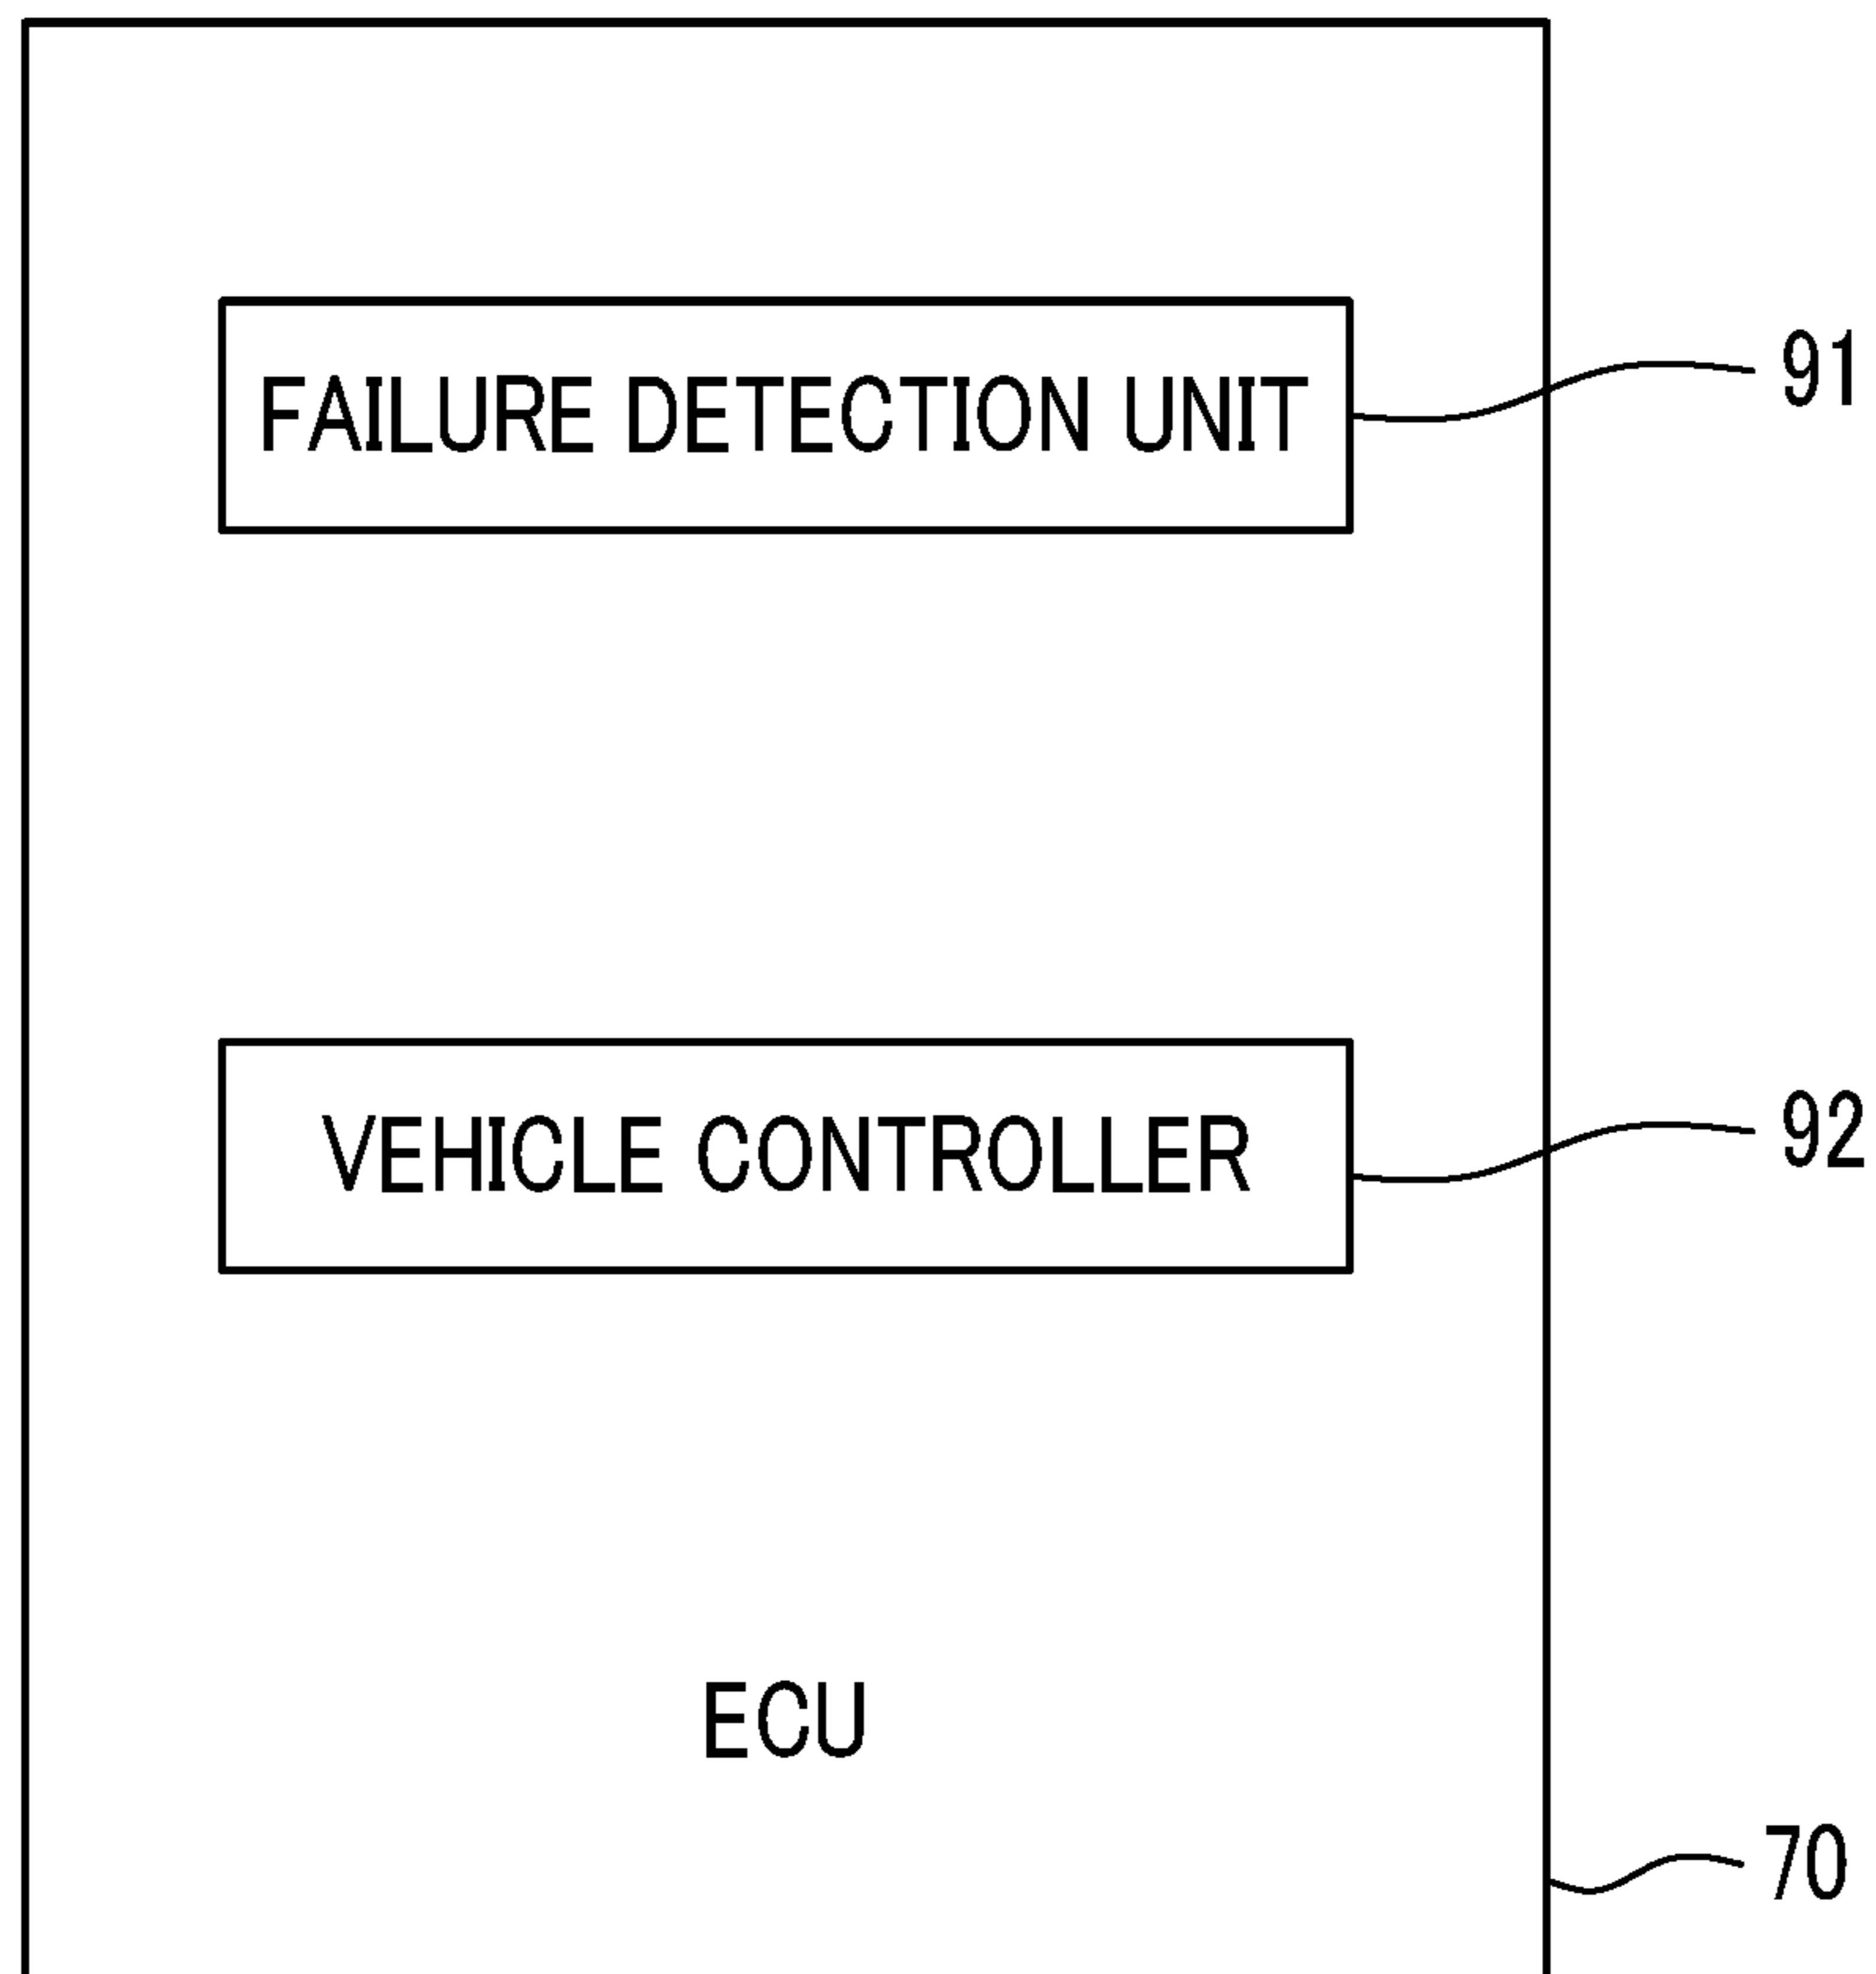 FAILURE DETECTION UNIT
91
VEHICLE CONTROLLER
92
ECU
70